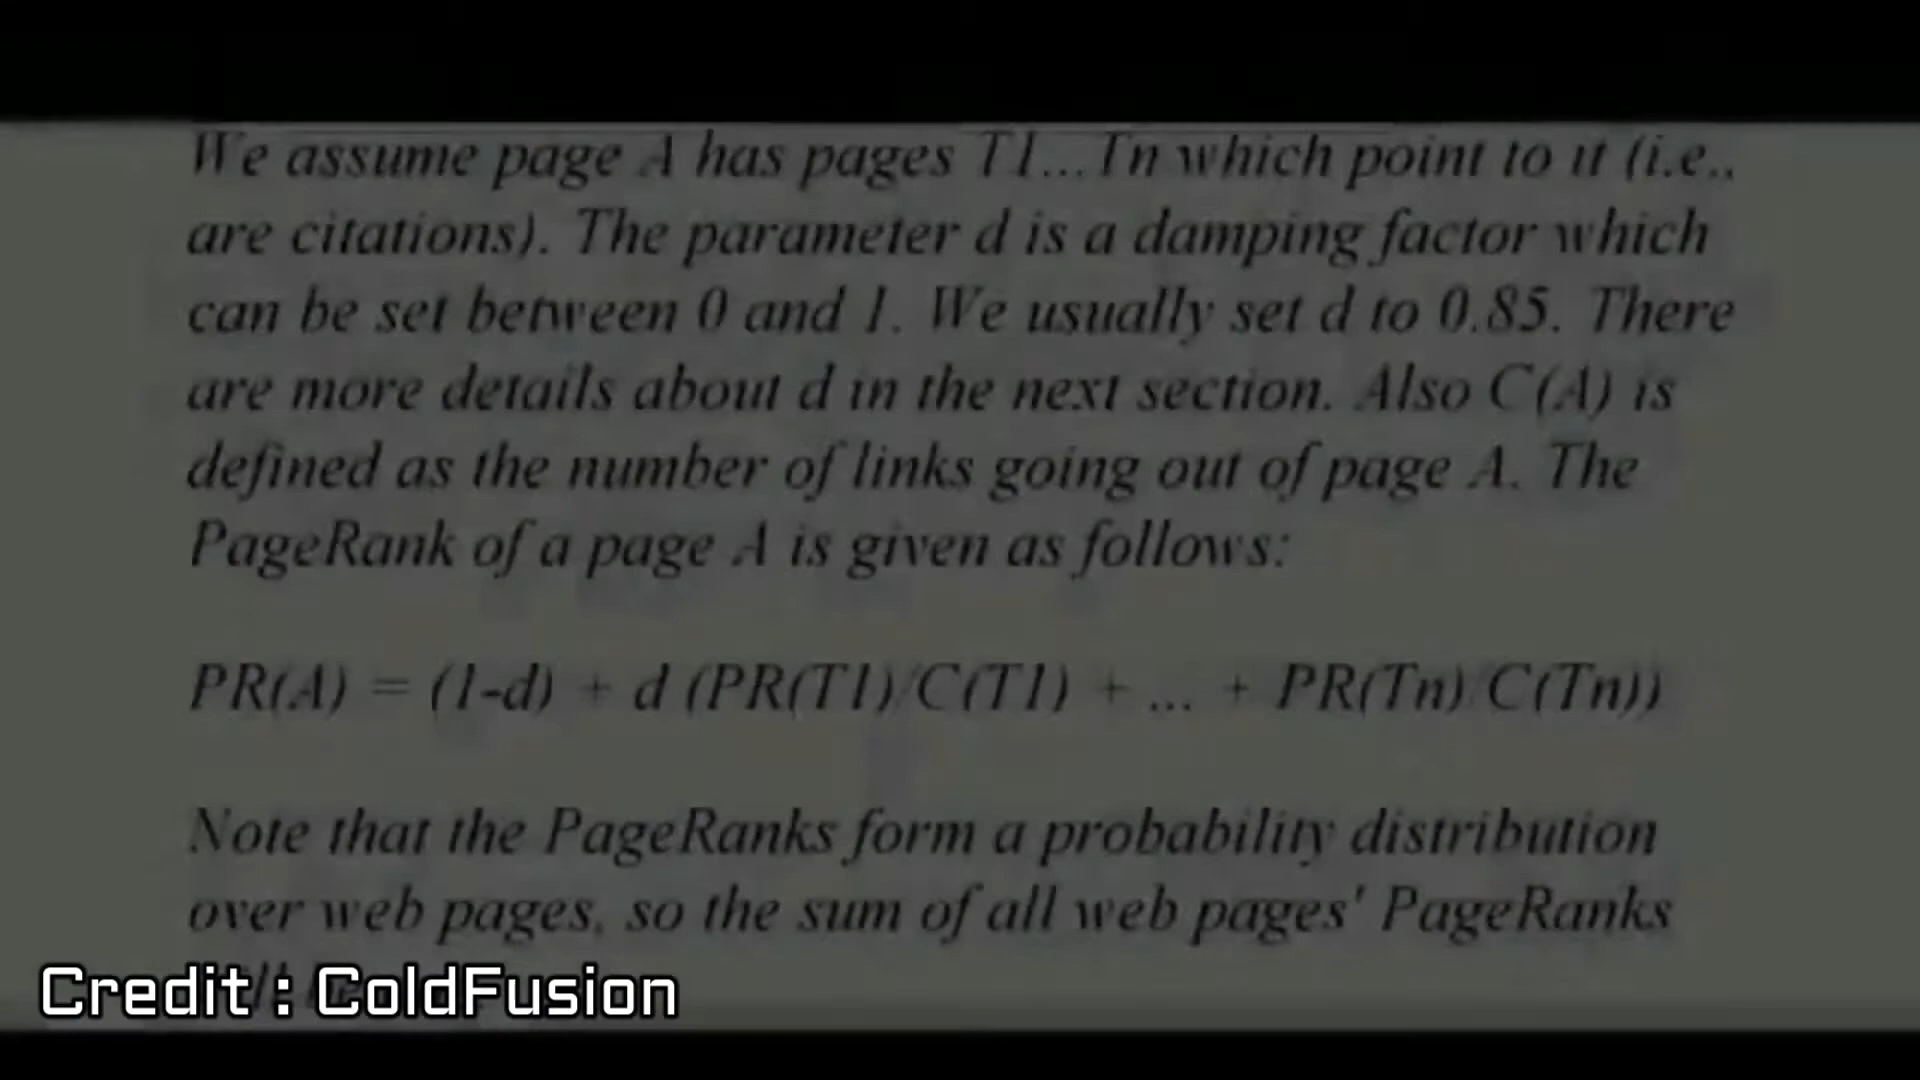 We assume page A has pages T1...Tn which point to it (i.e.,
are citations). The parameter d is a damping factor which
can be set between 0 and 1. We usually set d to 0.85. There
are more details about d in the next section. Also C(A) is
defined as the number of links going out of page A. The
PageRank of a page A is given as follows:
PR(A) = (1-d) + d (PR(T1)/C(T1) + ... + PR(Tn)/C(Tn))
Note that the PageRanks form a probability distribution
over web pages, so the sum of all web pages' PageRanks
Credit : ColdFusion